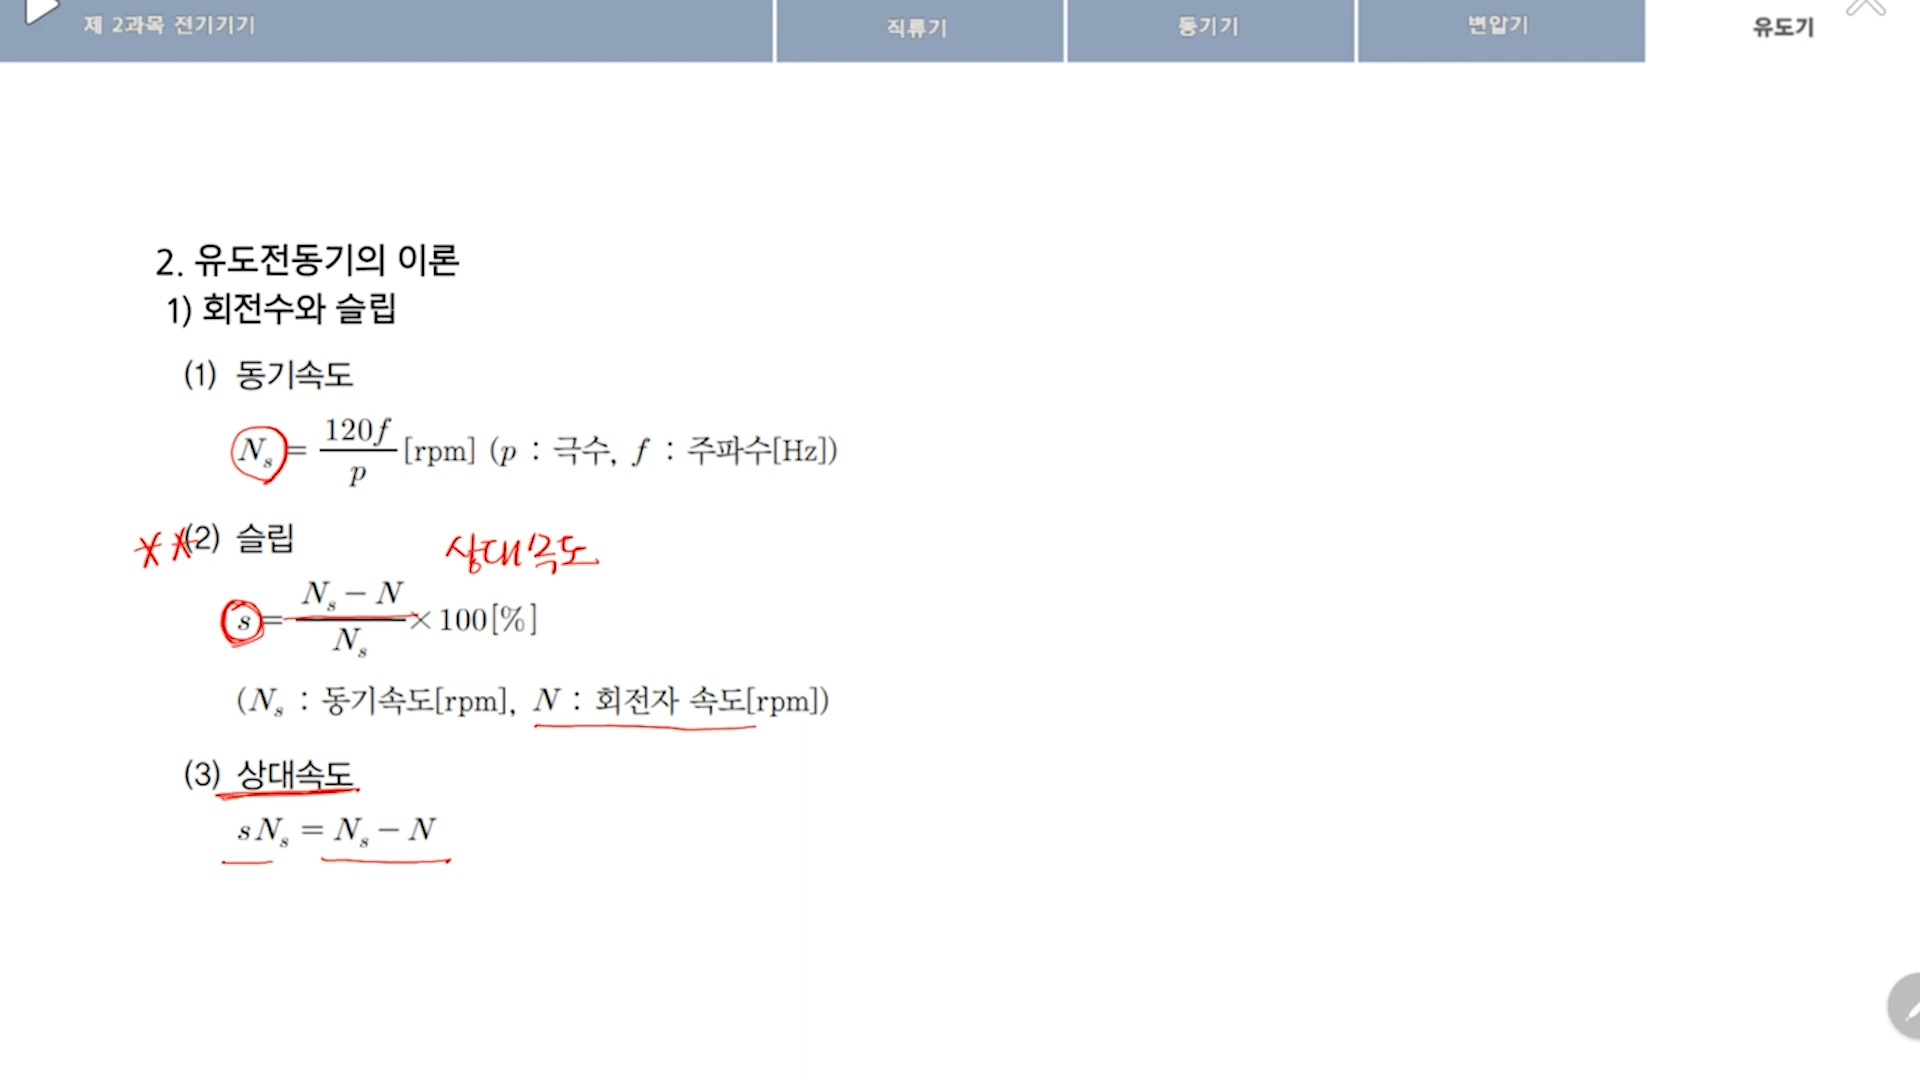 제 2과목 전기기기 직류기 동기기 변압기 유도기
2. 유도전동기의 이론
1) 회전수와 슬립
(1) 동기속도
Nₛ = 120f / p [rpm] (p : 극수, f : 주파수[Hz])
(2) 슬립 상대속도
s = (Nₛ − N) / Nₛ × 100[%]
(Nₛ : 동기속도[rpm], N : 회전자 속도[rpm])
(3) 상대속도
sNₛ = Nₛ − N